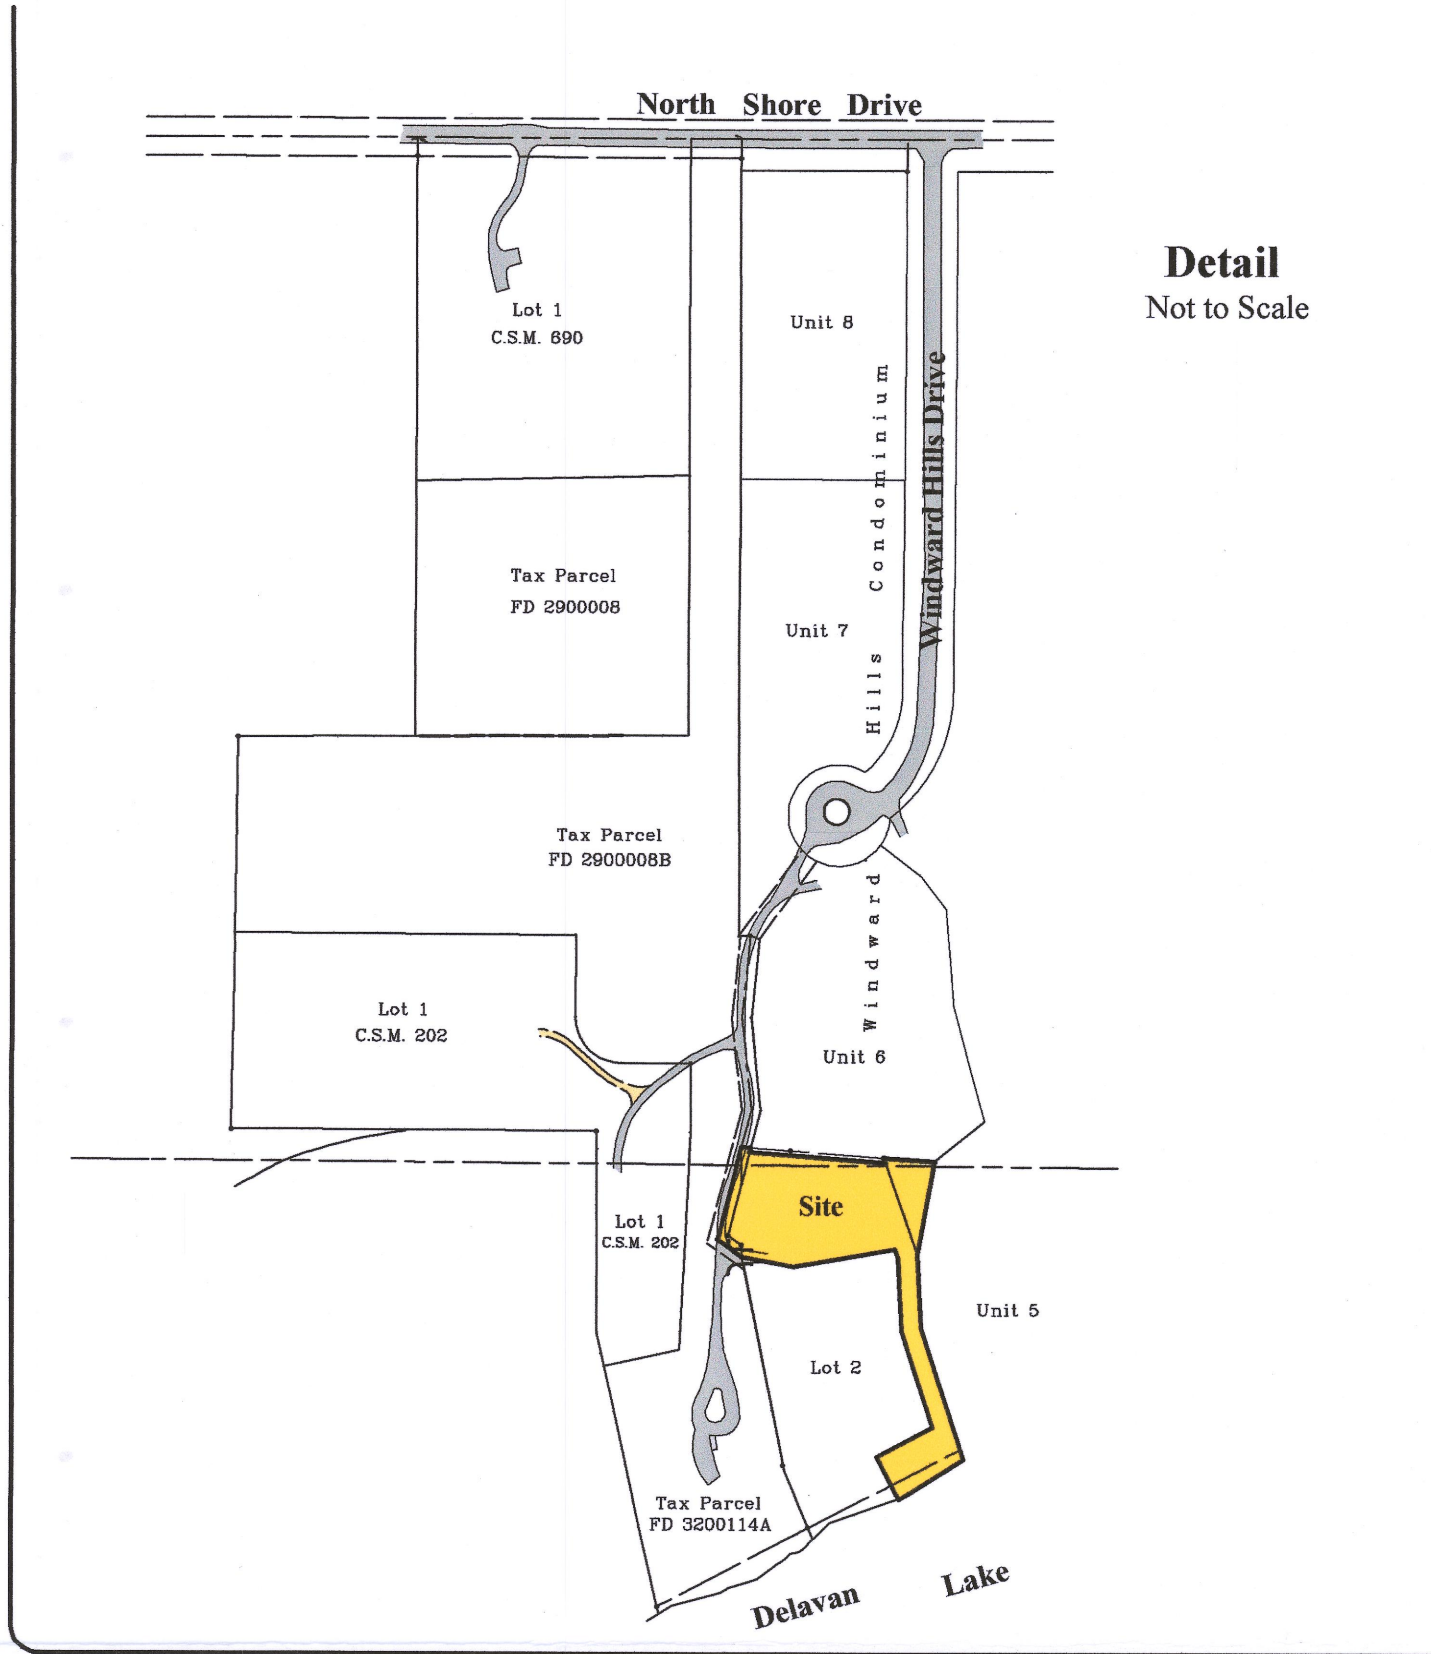 North Shore Drive
Detail
Not to Scale
Lot 1
C.S.M. 690
Unit 8
Windward Hills Drive
Windward Hills Condominium
Tax Parcel
FD 2900008
Unit 7
Tax Parcel
FD 2900008B
Lot 1
C.S.M. 202
Unit 6
Site
Lot 1
C.S.M. 202
Unit 5
Lot 2
Tax Parcel
FD 3200114A
Delavan Lake